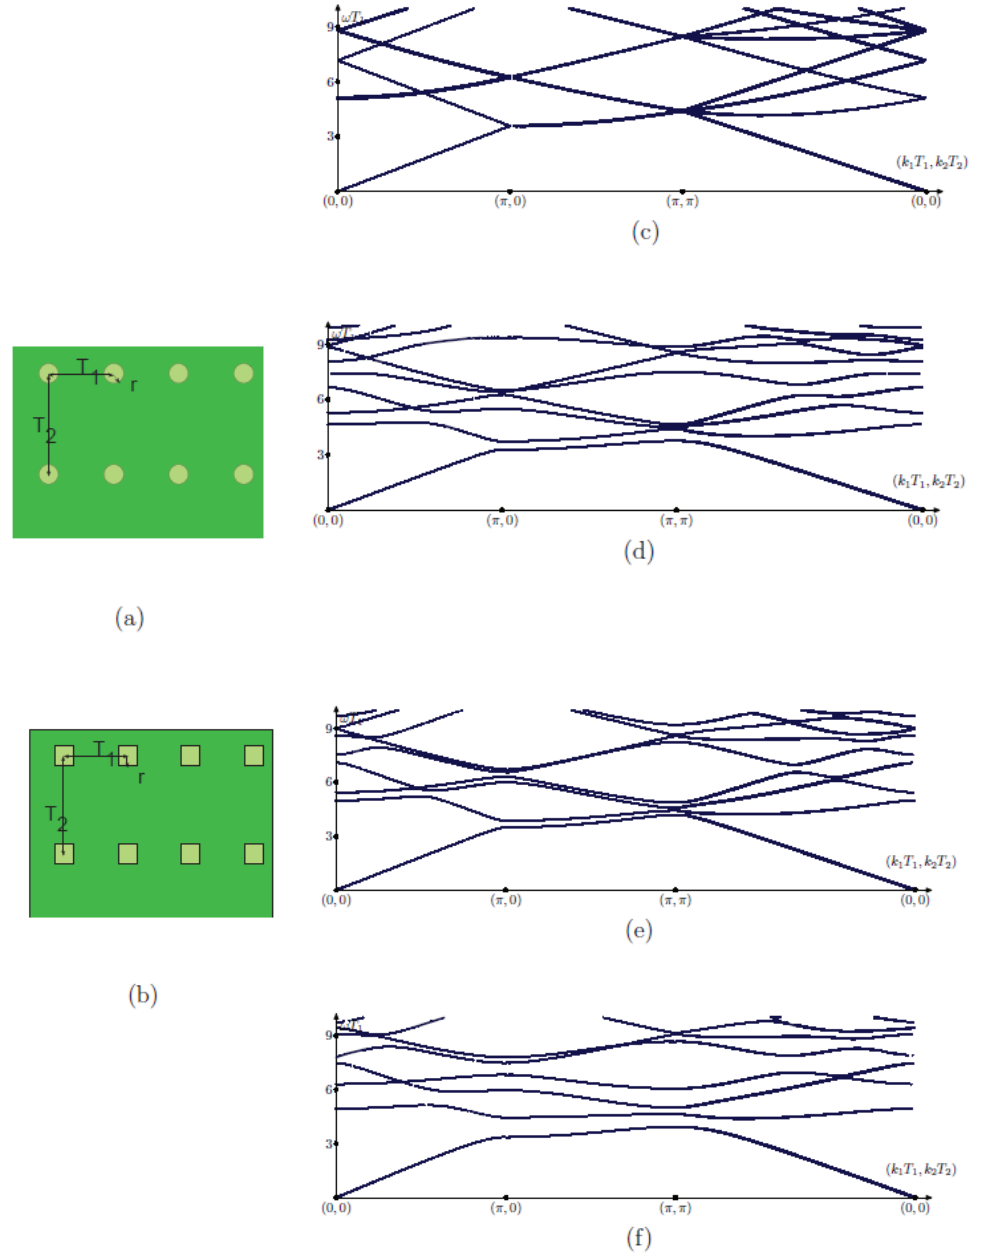 ωT₁
9
6
3
(k₁T₁, k₂T₂)
(0, 0) (π, 0) (π, π) (0, 0)
(c)
T₁
r
T₂
(a)
ωT₁
9
6
3
(k₁T₁, k₂T₂)
(0, 0) (π, 0) (π, π) (0, 0)
(d)
T₁
r
T₂
(b)
ωT₁
9
6
3
(k₁T₁, k₂T₂)
(0, 0) (π, 0) (π, π) (0, 0)
(e)
ωT₁
9
6
3
(k₁T₁, k₂T₂)
(0, 0) (π, 0) (π, π) (0, 0)
(f)